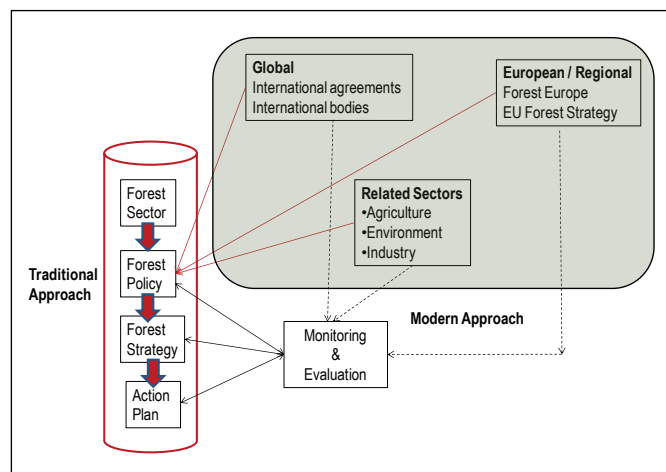 Global
International agreements
International bodies
European / Regional
Forest Europe
EU Forest Strategy
Related Sectors
•Agriculture
•Environment
•Industry
Traditional
Approach
Forest
Sector
Forest
Policy
Forest
Strategy
Action
Plan
Modern Approach
Monitoring
&
Evaluation